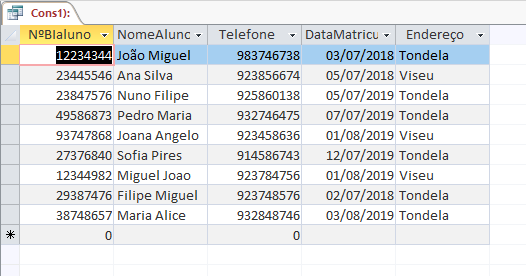 Cons1):
NºBIaluno NomeAlunc Telefone DataMatricu Endereço
12234344 João Miguel 983746738 03/07/2018 Tondela
23445546 Ana Silva 923856674 05/07/2018 Viseu
23847576 Nuno Filipe 925860138 05/07/2019 Tondela
49586873 Pedro Maria 932746475 07/07/2019 Tondela
93747868 Joana Angelo 923458636 01/08/2019 Viseu
27376840 Sofia Pires 914586743 12/07/2019 Tondela
12344982 Miguel Joao 923784756 01/08/2019 Viseu
29387476 Filipe Miguel 923748576 02/07/2018 Tondela
38748657 Maria Alice 932848746 03/08/2019 Tondela
0 0